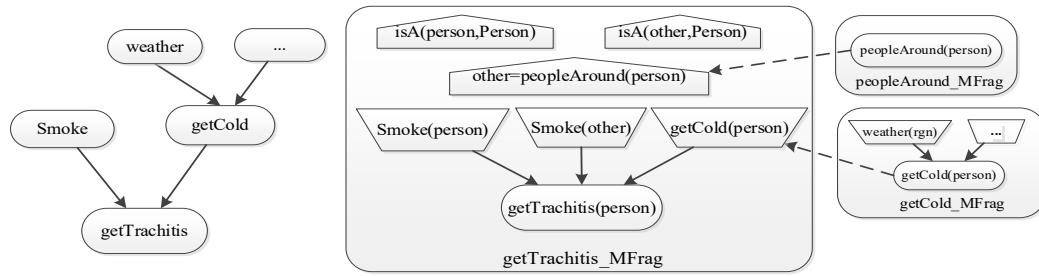 weather
...
Smoke
getCold
getTrachitis
isA(person,Person)
isA(other,Person)
other=peopleAround(person)
Smoke(person)
Smoke(other)
getCold(person)
getTrachitis(person)
getTrachitis_MFrag
peopleAround(person)
peopleAround_MFrag
weather(rgn)
...
getCold(person)
getCold_MFrag